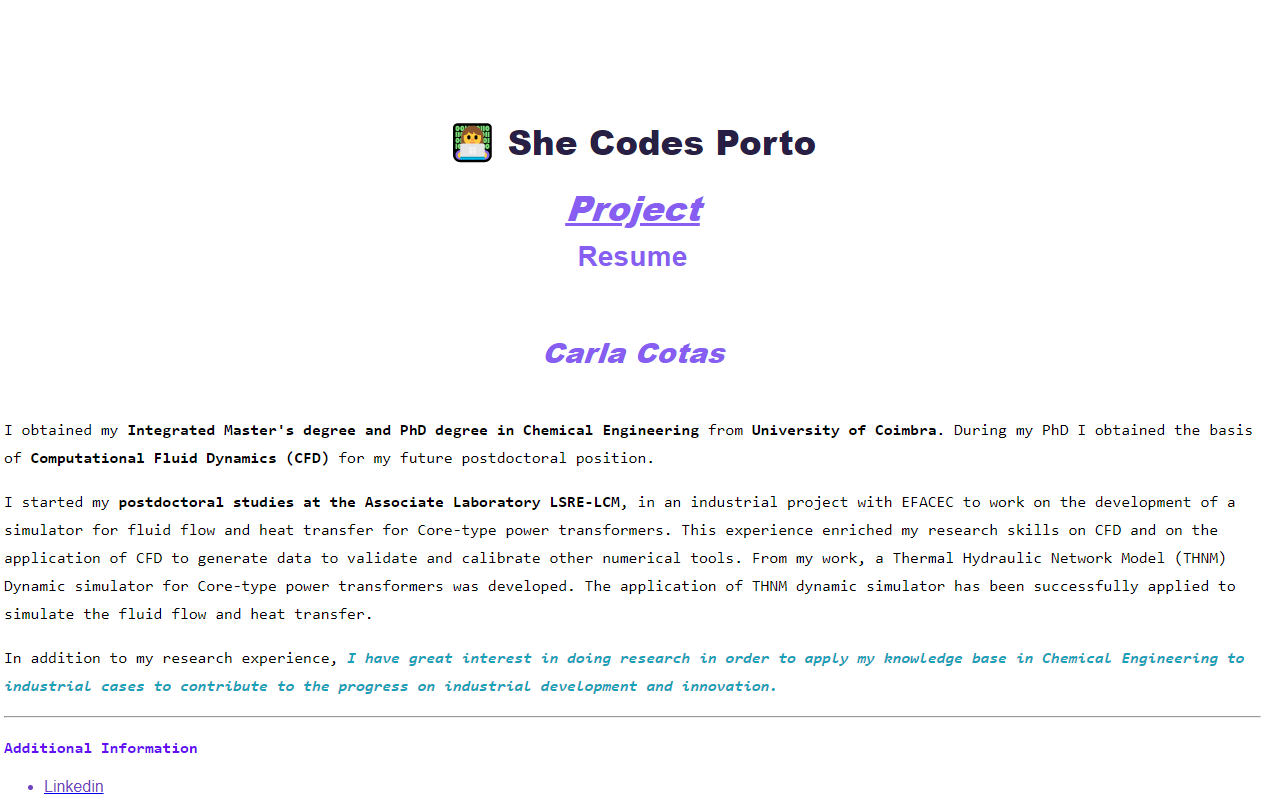 She Codes Porto
Project
Resume
Carla Cotas
I obtained my Integrated Master's degree and PhD degree in Chemical Engineering from University of Coimbra. During my PhD I obtained the basis
of Computational Fluid Dynamics (CFD) for my future postdoctoral position.
I started my postdoctoral studies at the Associate Laboratory LSRE-LCM, in an industrial project with EFACEC to work on the development of a
simulator for fluid flow and heat transfer for Core-type power transformers. This experience enriched my research skills on CFD and on the
application of CFD to generate data to validate and calibrate other numerical tools. From my work, a Thermal Hydraulic Network Model (THNM)
Dynamic simulator for Core-type power transformers was developed. The application of THNM dynamic simulator has been successfully applied to
simulate the fluid flow and heat transfer.
In addition to my research experience, I have great interest in doing research in order to apply my knowledge base in Chemical Engineering to
industrial cases to contribute to the progress on industrial development and innovation.
Additional Information
• Linkedin